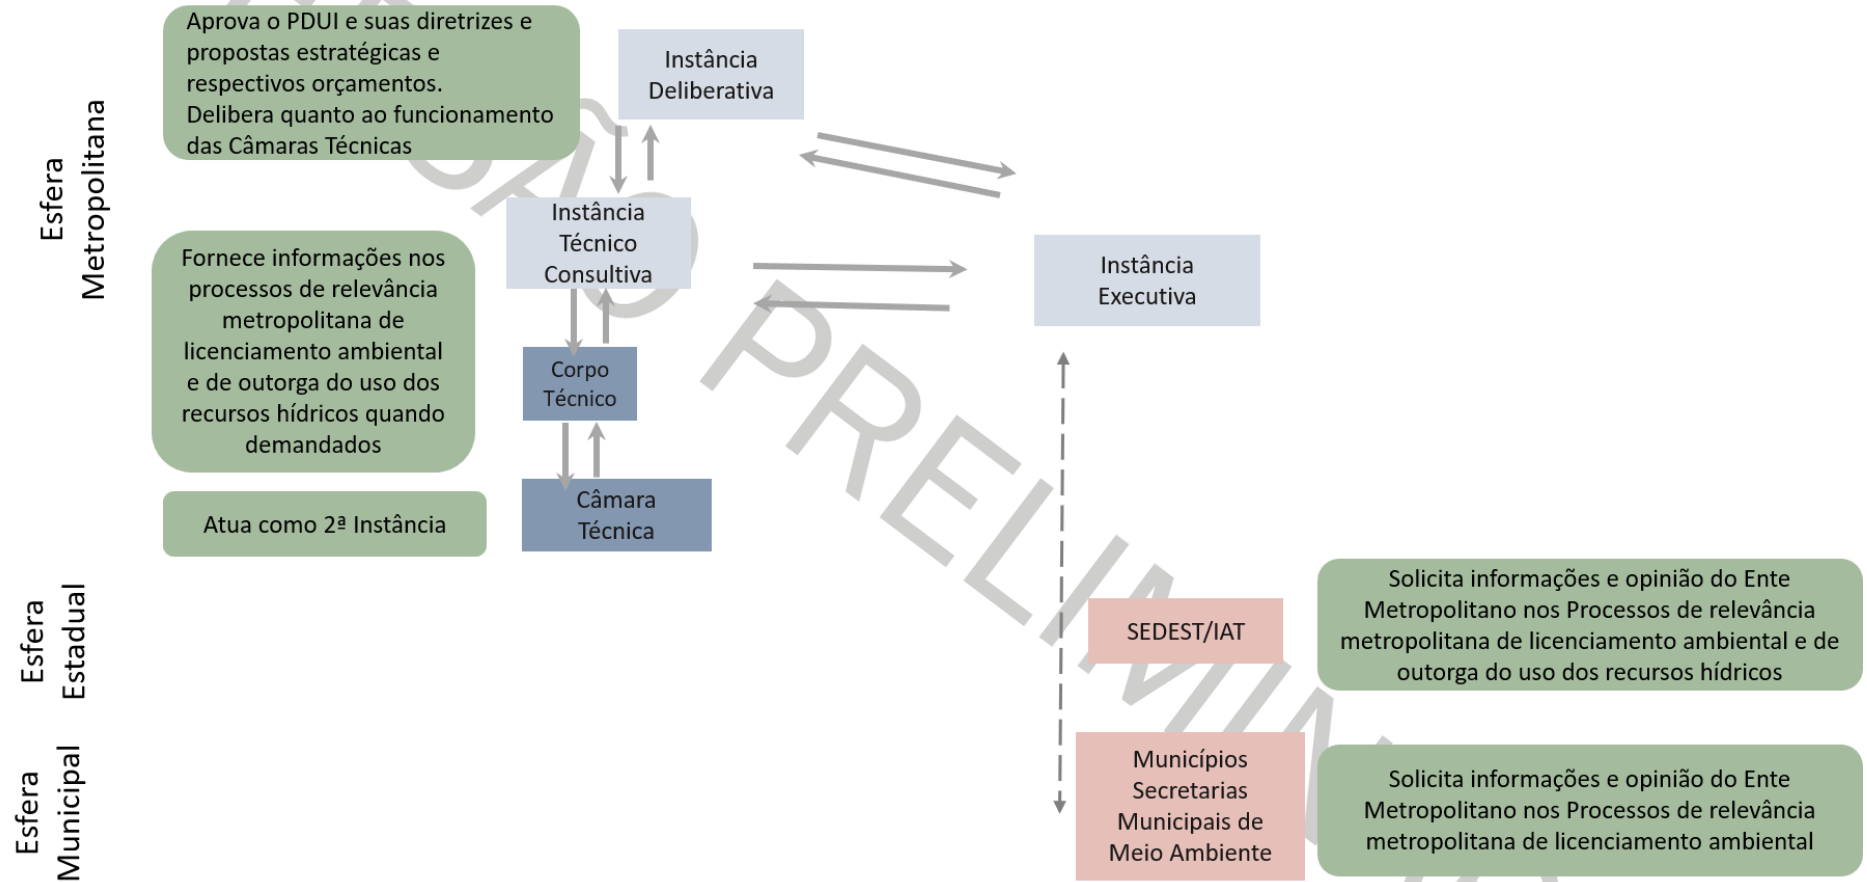 Aprova o PDUI e suas diretrizes e
propostas estratégicas e
respectivos orçamentos.
Delibera quanto ao funcionamento
das Câmaras Técnicas
Instância
Deliberativa
Esfera
Metropolitana
Instância
Técnico
Consultiva
Fornece informações nos
processos de relevância
metropolitana de
licenciamento ambiental
e de outorga do uso dos
recursos hídricos quando
demandados
Instância
Executiva
Corpo
Técnico
Câmara
Técnica
Atua como 2ª Instância
Esfera
Estadual
SEDEST/IAT
Solicita informações e opinião do Ente
Metropolitano nos Processos de relevância
metropolitana de licenciamento ambiental e de
outorga do uso dos recursos hídricos
Esfera
Municipal
Municípios
Secretarias
Municipais de
Meio Ambiente
Solicita informações e opinião do Ente
Metropolitano nos Processos de relevância
metropolitana de licenciamento ambiental